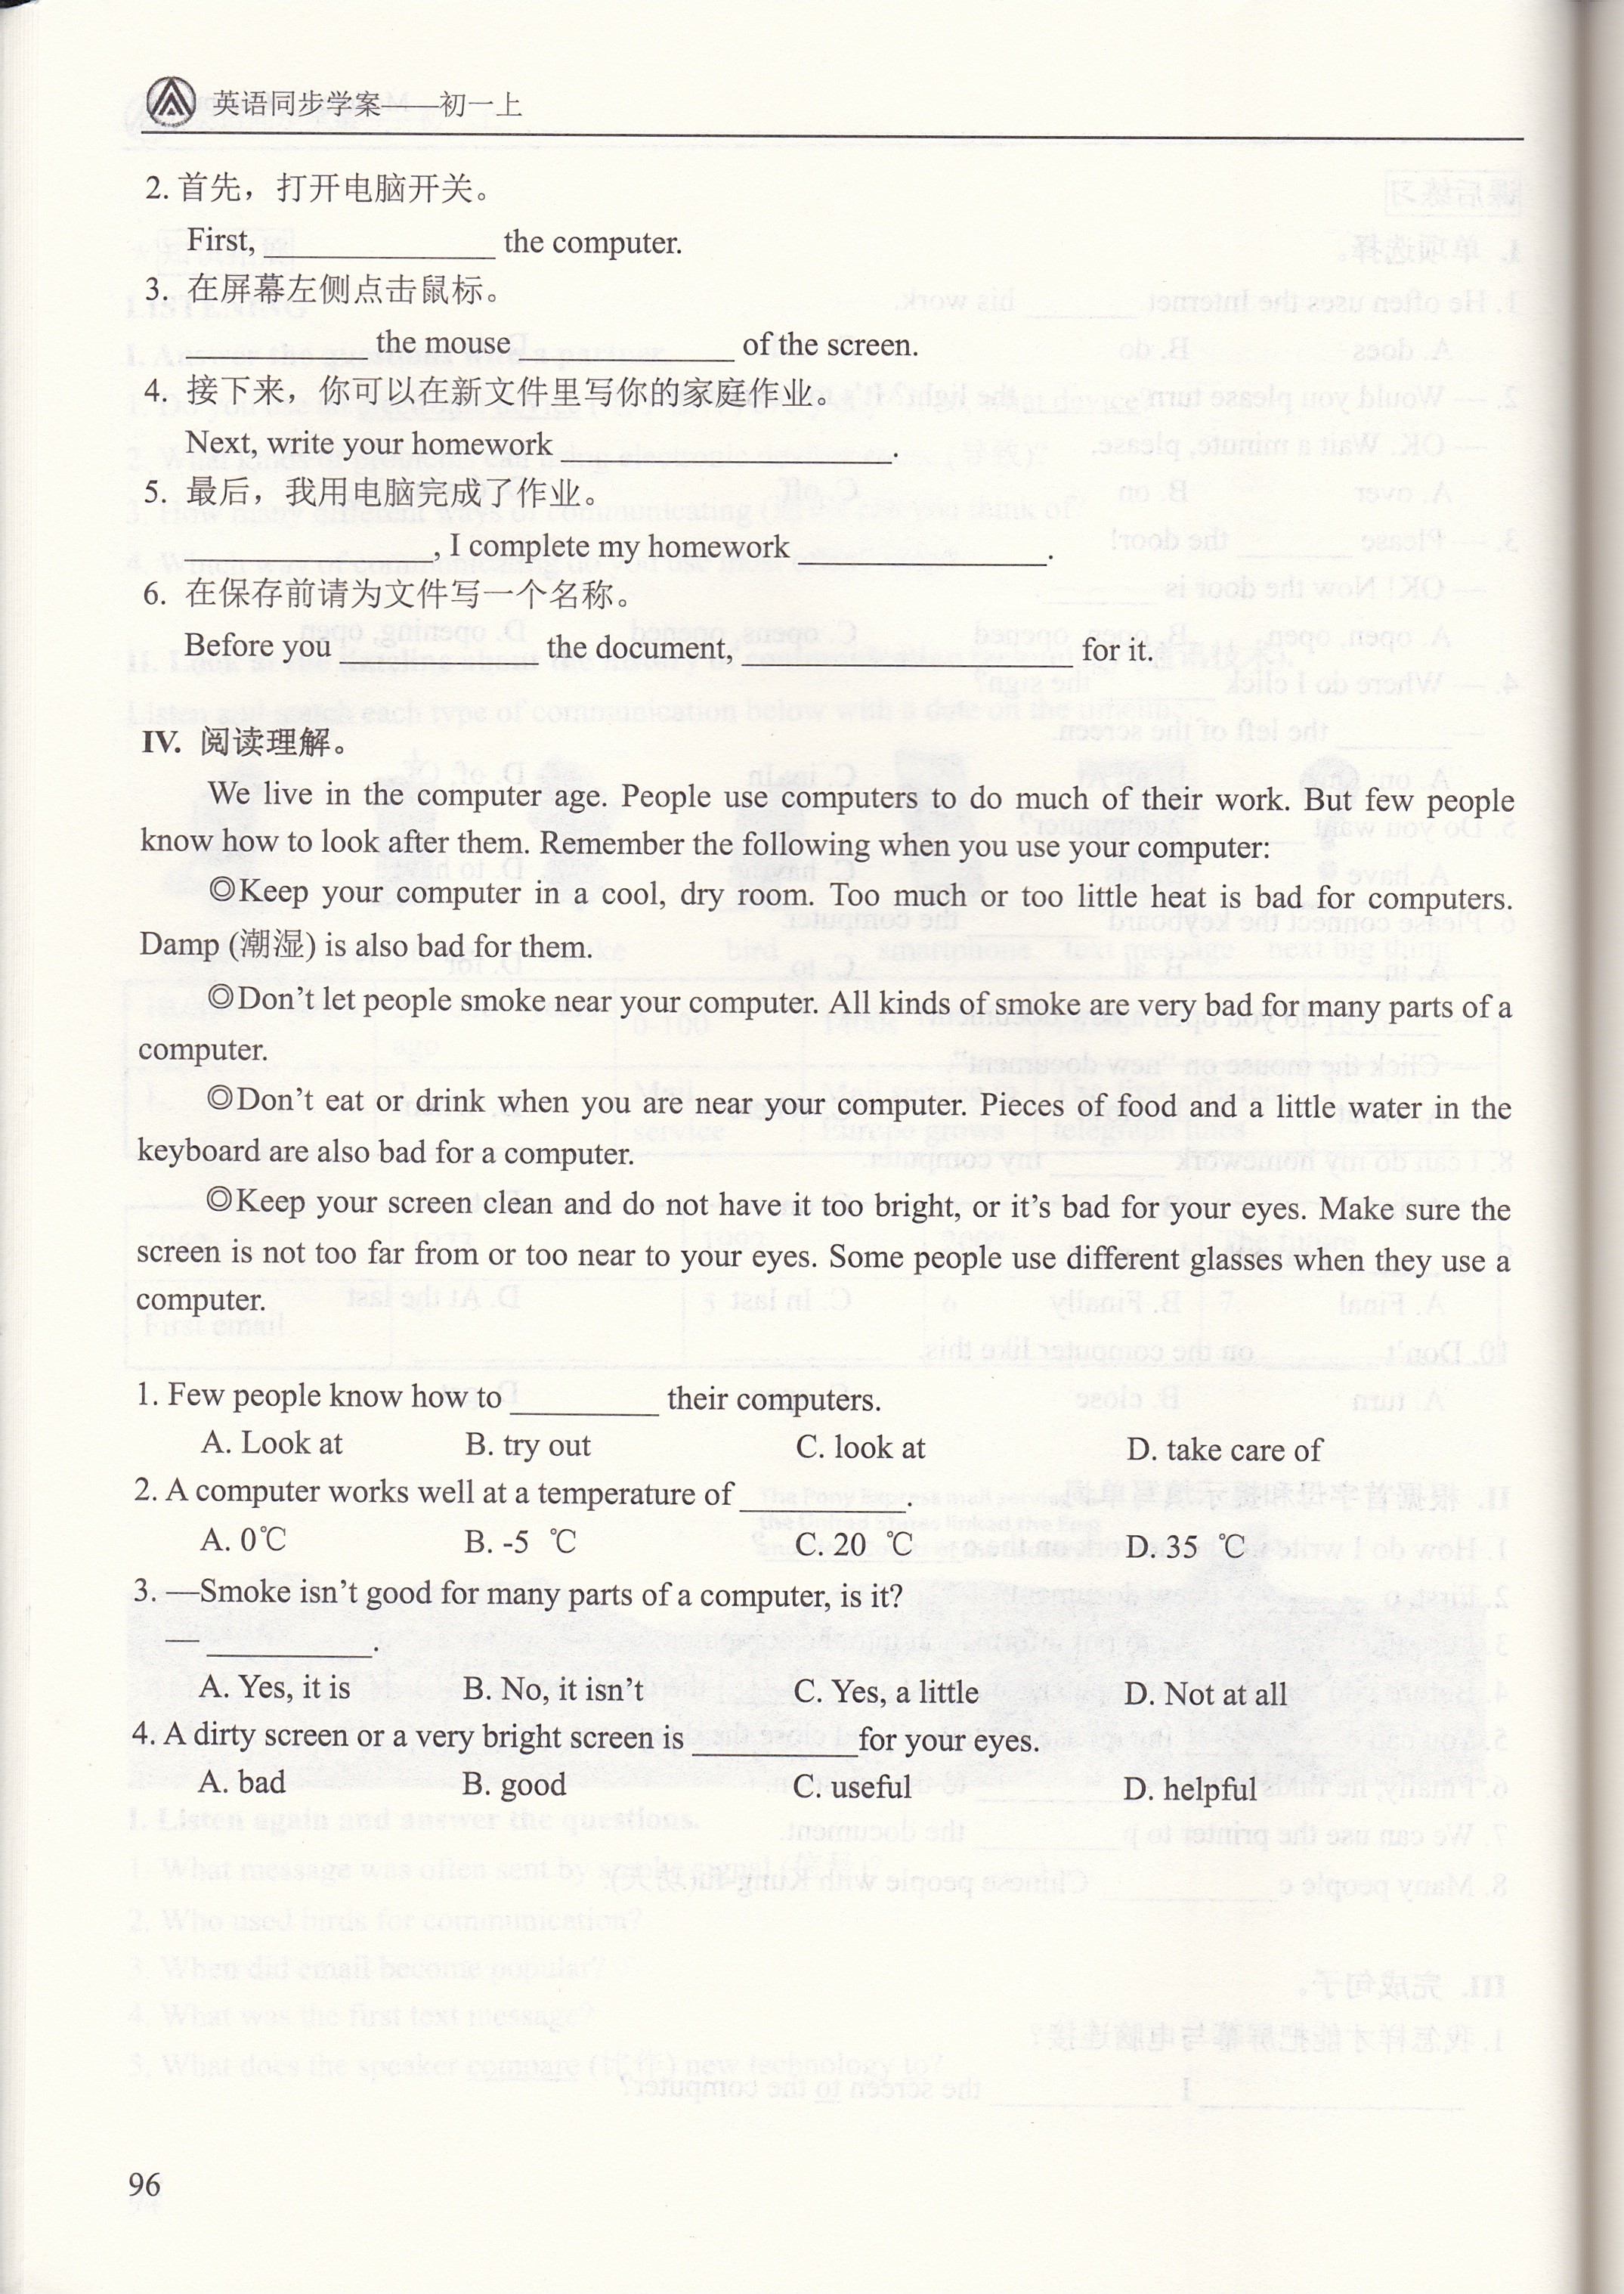 英语同步学案——初一上
2. 首先，打开电脑开关。
First, ______________ the computer.
3. 在屏幕左侧点击鼠标。
___________ the mouse _____________ of the screen.
4. 接下来，你可以在新文件里写你的家庭作业。
Next, write your homework ____________________.
5. 最后，我用电脑完成了作业。
_______________, I complete my homework _______________.
6. 在保存前请为文件写一个名称。
Before you ____________ the document, ____________________ for it.
IV. 阅读理解。
We live in the computer age. People use computers to do much of their work. But few people
know how to look after them. Remember the following when you use your computer:
◎Keep your computer in a cool, dry room. Too much or too little heat is bad for computers.
Damp (潮湿) is also bad for them.
◎Don't let people smoke near your computer. All kinds of smoke are very bad for many parts of a
computer.
◎Don't eat or drink when you are near your computer. Pieces of food and a little water in the
keyboard are also bad for a computer.
◎Keep your screen clean and do not have it too bright, or it's bad for your eyes. Make sure the
screen is not too far from or too near to your eyes. Some people use different glasses when they use a
computer.
1. Few people know how to _________ their computers.
A. Look at B. try out C. look at D. take care of
2. A computer works well at a temperature of __________.
A. 0℃ B. -5 ℃ C. 20 ℃ D. 35 ℃
3. —Smoke isn't good for many parts of a computer, is it?
— __________.
A. Yes, it is B. No, it isn't C. Yes, a little D. Not at all
4. A dirty screen or a very bright screen is __________for your eyes.
A. bad B. good C. useful D. helpful
96